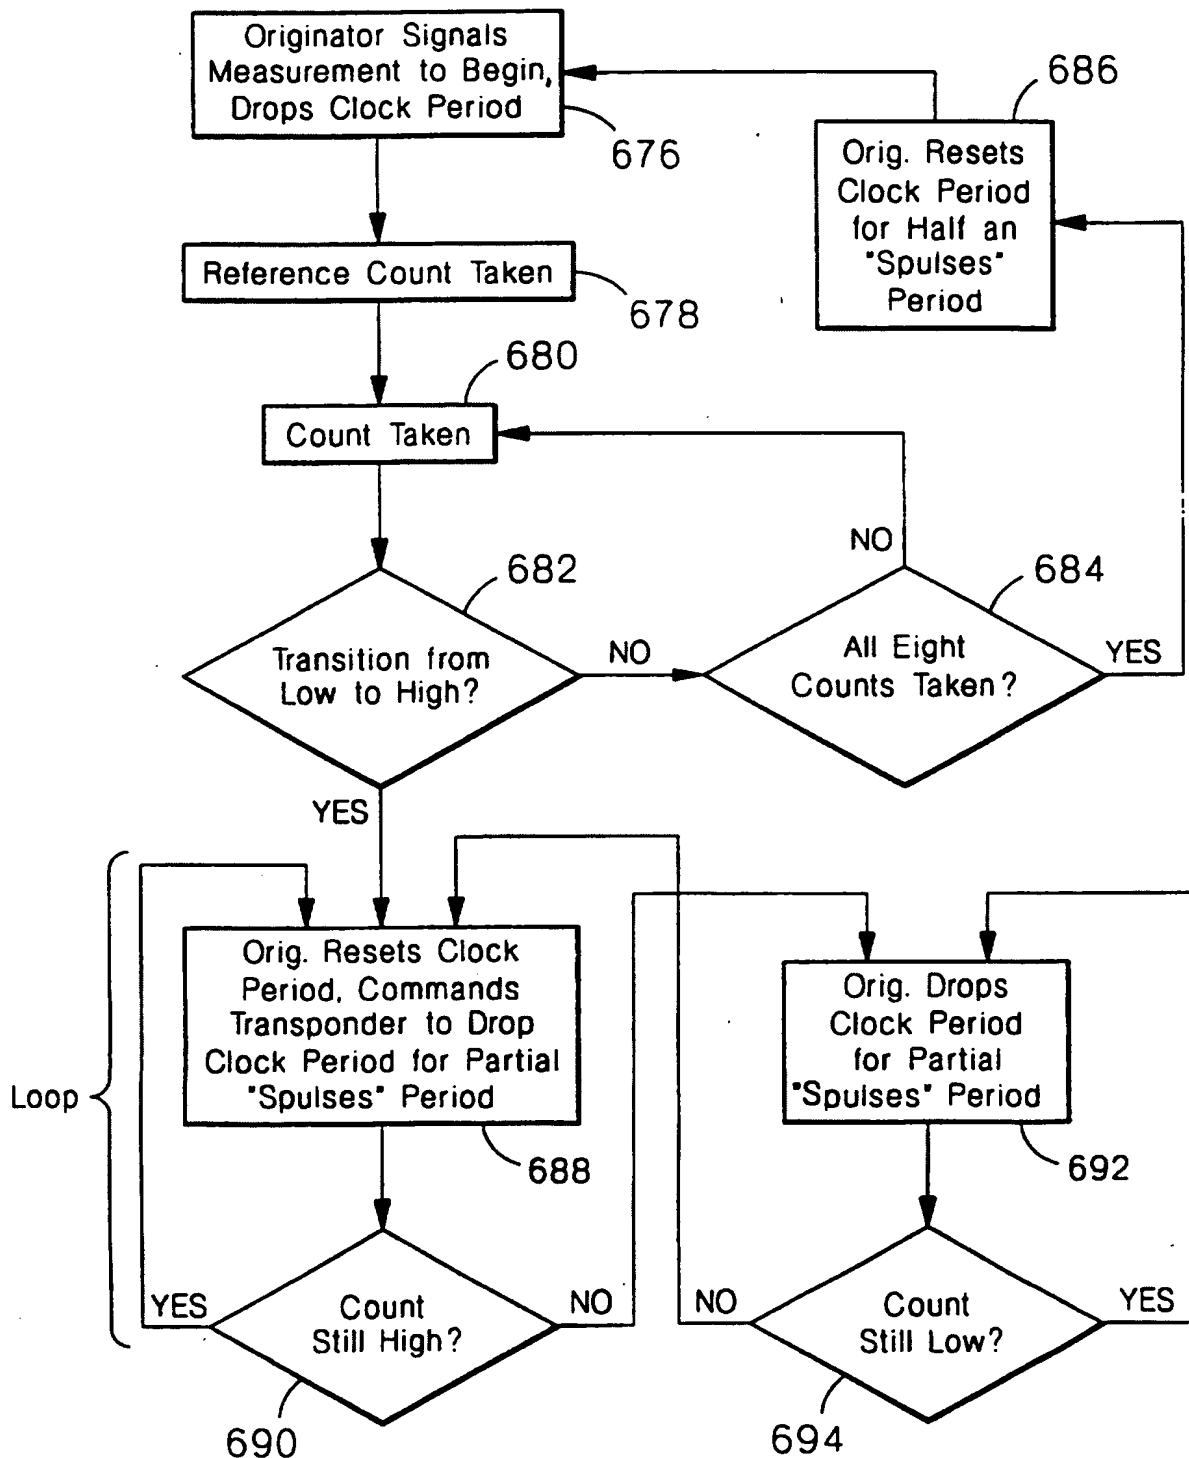 Originator Signals
Measurement to Begin,
Drops Clock Period
676
686
Orig. Resets
Clock Period
for Half an
"Spulses"
Period
Reference Count Taken
678
680
Count Taken
682
Transition from
Low to High?
NO
YES
NO
684
All Eight
Counts Taken?
YES
Loop
Orig. Resets Clock
Period, Commands
Transponder to Drop
Clock Period for Partial
"Spulses" Period
688
Orig. Drops
Clock Period
for Partial
"Spulses" Period
692
YES
Count
Still High?
NO
690
NO
Count
Still Low?
YES
694